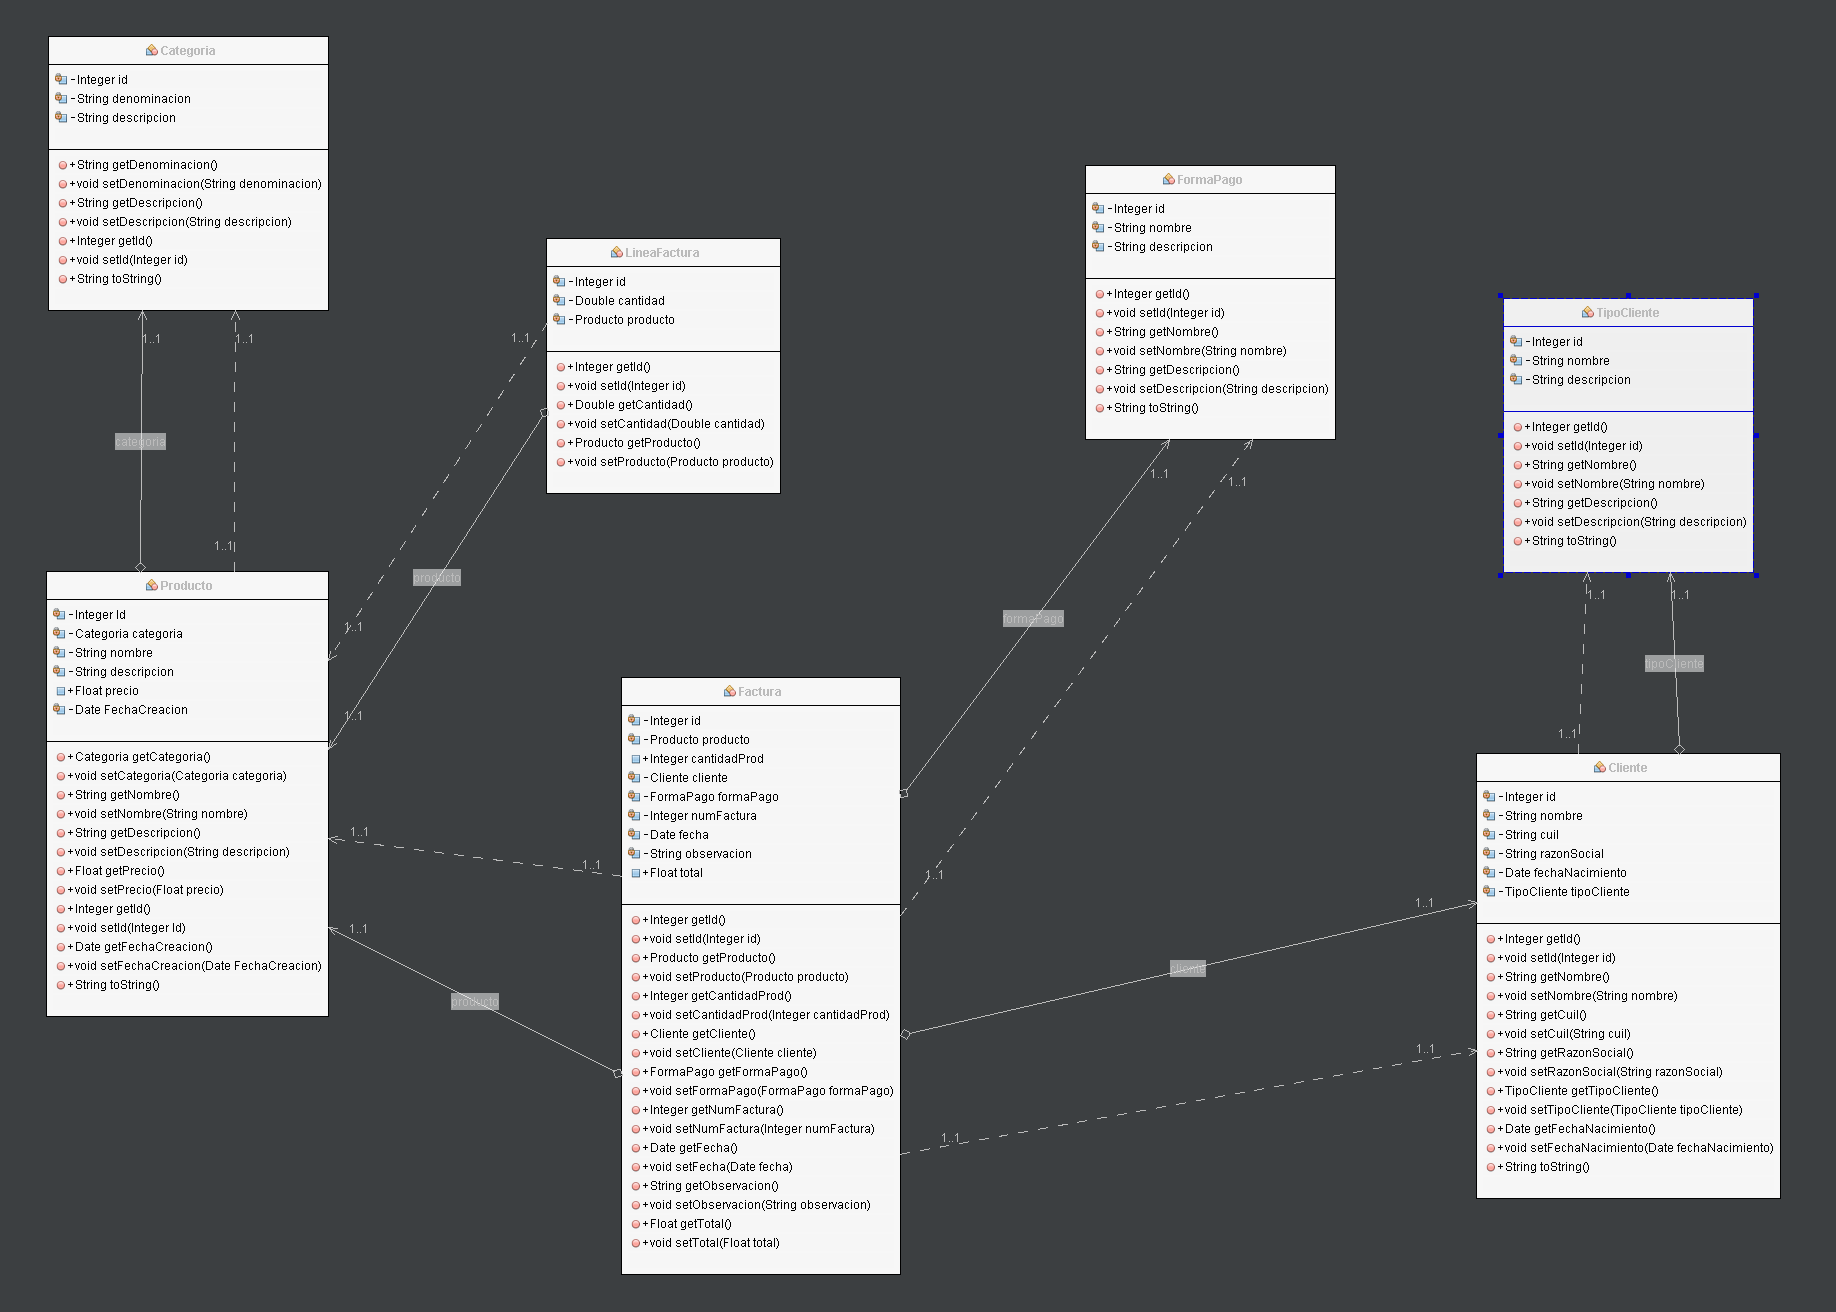 Categoria
-Integer id
-String denominacion
-String descripcion
+String getDenominacion()
+void setDenominacion(String denominacion)
+String getDescripcion()
+void setDescripcion(String descripcion)
+Integer getId()
+void setId(Integer id)
+String toString()
1..1
1..1
categoria
1..1
Producto
-Integer Id
-Categoria categoria
-String nombre
-String descripcion
+Float precio
-Date FechaCreacion
+Categoria getCategoria()
+void setCategoria(Categoria categoria)
+String getNombre()
+void setNombre(String nombre)
+String getDescripcion()
+void setDescripcion(String descripcion)
+Float getPrecio()
+void setPrecio(Float precio)
+Integer getId()
+void setId(Integer Id)
+Date getFechaCreacion()
+void setFechaCreacion(Date FechaCreacion)
+String toString()
LineaFactura
-Integer id
-Double cantidad
-Producto producto
+Integer getId()
+void setId(Integer id)
+Double getCantidad()
+void setCantidad(Double cantidad)
+Producto getProducto()
+void setProducto(Producto producto)
1..1
producto
1..1
1..1
1..1
1..1
1..1
producto
Factura
-Integer id
-Producto producto
+Integer cantidadProd
-Cliente cliente
-FormaPago formaPago
-Integer numFactura
-Date fecha
-String observacion
+Float total
+Integer getId()
+void setId(Integer id)
+Producto getProducto()
+void setProducto(Producto producto)
+Integer getCantidadProd()
+void setCantidadProd(Integer cantidadProd)
+Cliente getCliente()
+void setCliente(Cliente cliente)
+FormaPago getFormaPago()
+void setFormaPago(FormaPago formaPago)
+Integer getNumFactura()
+void setNumFactura(Integer numFactura)
+Date getFecha()
+void setFecha(Date fecha)
+String getObservacion()
+void setObservacion(String observacion)
+Float getTotal()
+void setTotal(Float total)
FormaPago
-Integer id
-String nombre
-String descripcion
+Integer getId()
+void setId(Integer id)
+String getNombre()
+void setNombre(String nombre)
+String getDescripcion()
+void setDescripcion(String descripcion)
+String toString()
1..1
1..1
formaPago
1..1
1..1
cliente
1..1
1..1
TipoCliente
-Integer id
-String nombre
-String descripcion
+Integer getId()
+void setId(Integer id)
+String getNombre()
+void setNombre(String nombre)
+String getDescripcion()
+void setDescripcion(String descripcion)
+String toString()
1..1
1..1
tipoCliente
1..1
Cliente
-Integer id
-String nombre
-String cuil
-String razonSocial
-Date fechaNacimiento
-TipoCliente tipoCliente
+Integer getId()
+void setId(Integer id)
+String getNombre()
+void setNombre(String nombre)
+String getCuil()
+void setCuil(String cuil)
+String getRazonSocial()
+void setRazonSocial(String razonSocial)
+TipoCliente getTipoCliente()
+void setTipoCliente(TipoCliente tipoCliente)
+Date getFechaNacimiento()
+void setFechaNacimiento(Date fechaNacimiento)
+String toString()